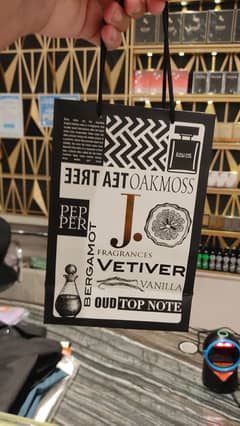 TEA TREE
OAKMOSS
PEP
PER
J.
FRAGRANCES
BERGAMOT
VETIVER
VANILLA
OUD TOP NOTE